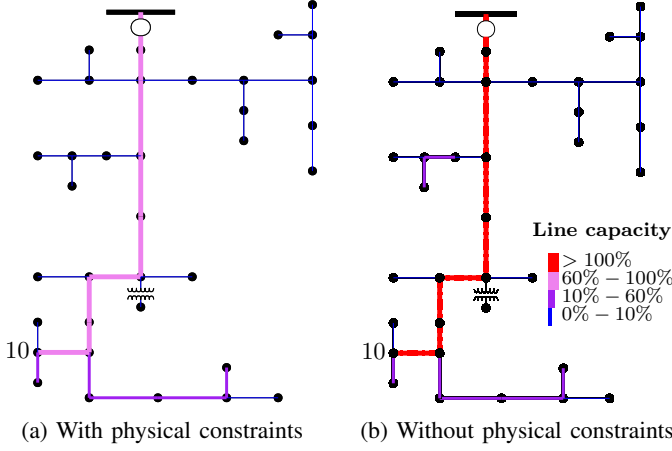 Line capacity
> 100%
60% − 100%
10% − 60%
0% − 10%
10
10
(a) With physical constraints
(b) Without physical constraints